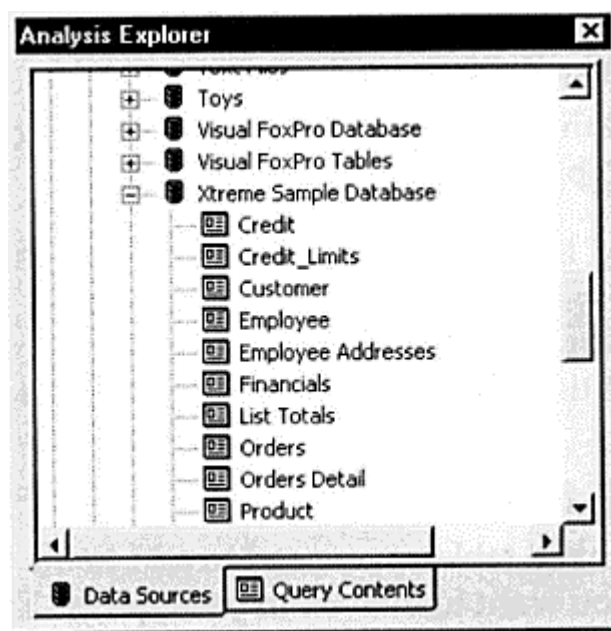 Analysis Explorer
Toys
Visual FoxPro Database
Visual FoxPro Tables
Xtreme Sample Database
Credit
Credit_Limits
Customer
Employee
Employee Addresses
Financials
List Totals
Orders
Orders Detail
Product
Data Sources
Query Contents